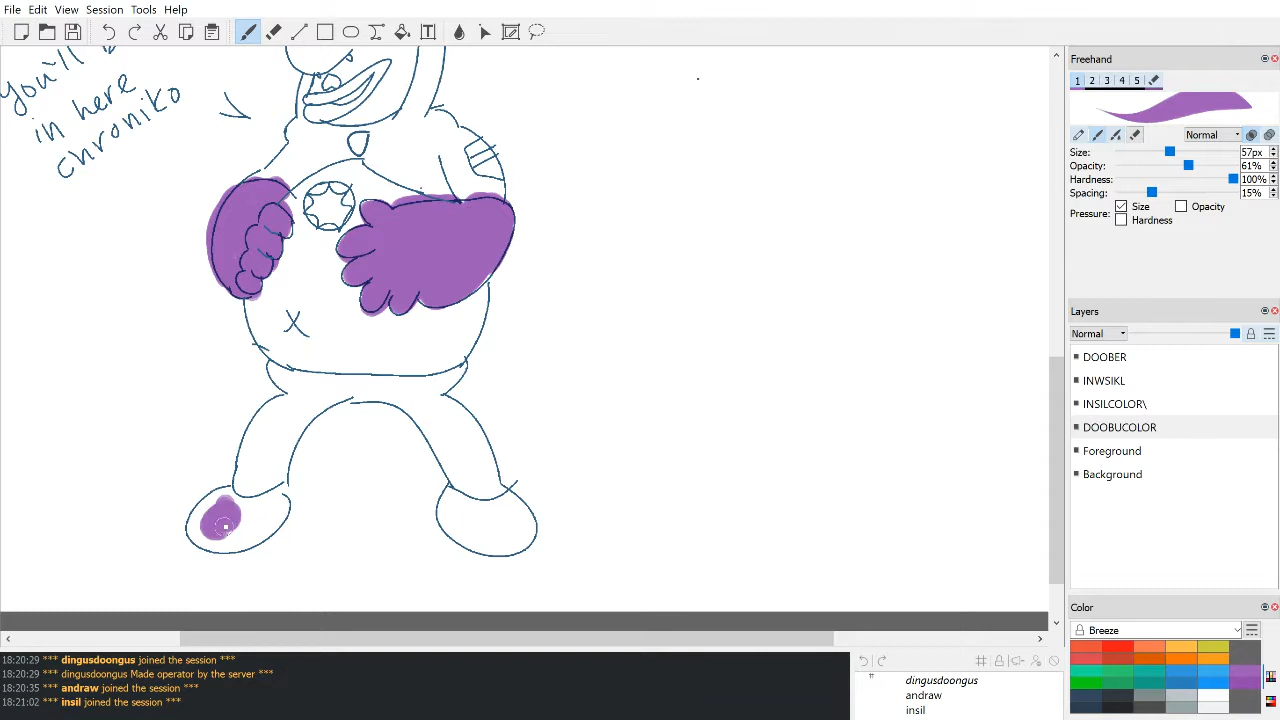 File Edit View Session Tools Help
you'll b
in here
chroniko
X
Freehand
1 2 3 4 5
Normal
Size: 57px
Opacity: 61%
Hardness: 100%
Spacing: 15%
Pressure: Size Opacity
Hardness
Layers
Normal
DOOBER
INWSIKL
INSILCOLOR\
DOOBUCOLOR
Foreground
Background
Color
Breeze
18:20:29 *** dingusdoongus joined the session ***
18:20:29 *** dingusdoongus Made operator by the server ***
18:20:35 *** andraw joined the session ***
18:21:02 *** insil joined the session ***
dingusdoongus
andraw
insil